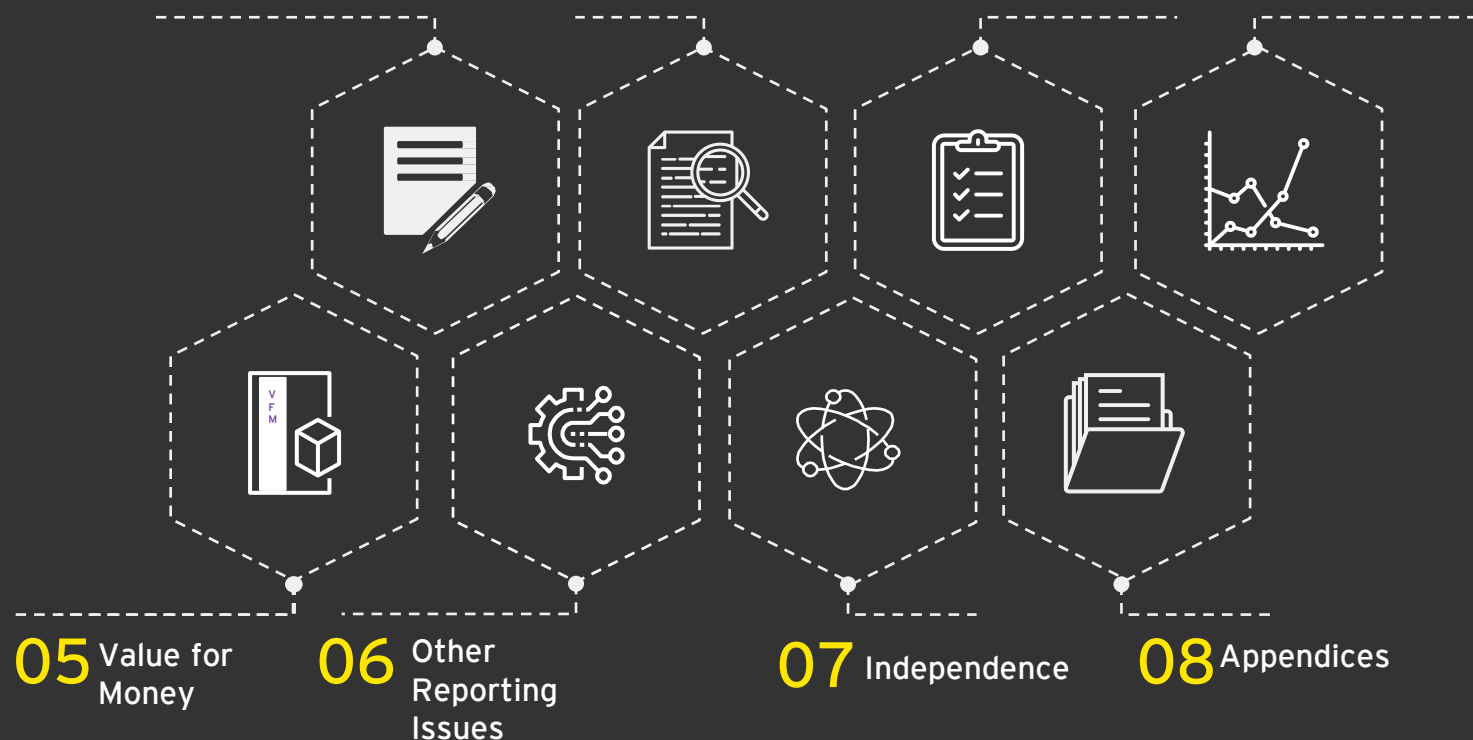 V
F
M
05 Value for
Money
06 Other
Reporting
Issues
07 Independence
08 Appendices